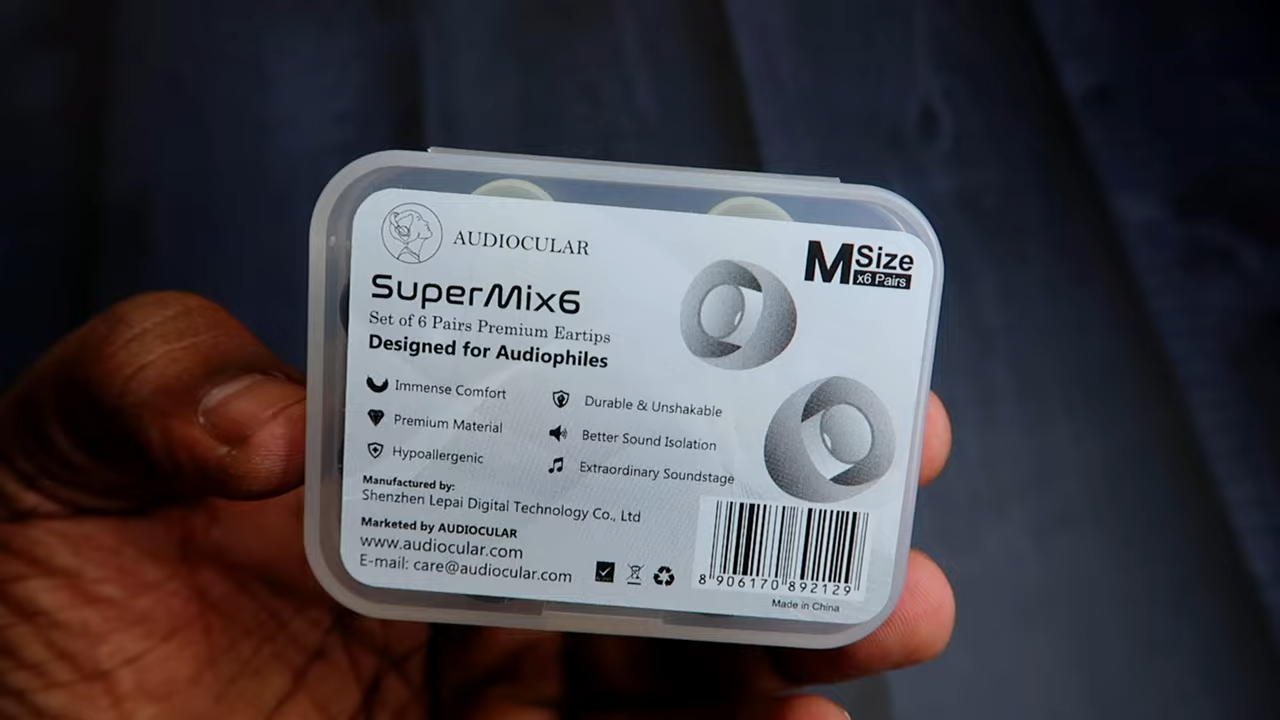 AUDIOCULAR
M Size
x6 Pairs
SuperMix6
Set of 6 Pairs Premium Eartips
Designed for Audiophiles
Immense Comfort
Premium Material
Hypoallergenic
Durable & Unshakable
Better Sound Isolation
Extraordinary Soundstage
Manufactured by:
Shenzhen Lepai Digital Technology Co., Ltd
Marketed by AUDIOCULAR
www.audiocular.com
E-mail: care@audiocular.com
8 906170 892129
Made in China